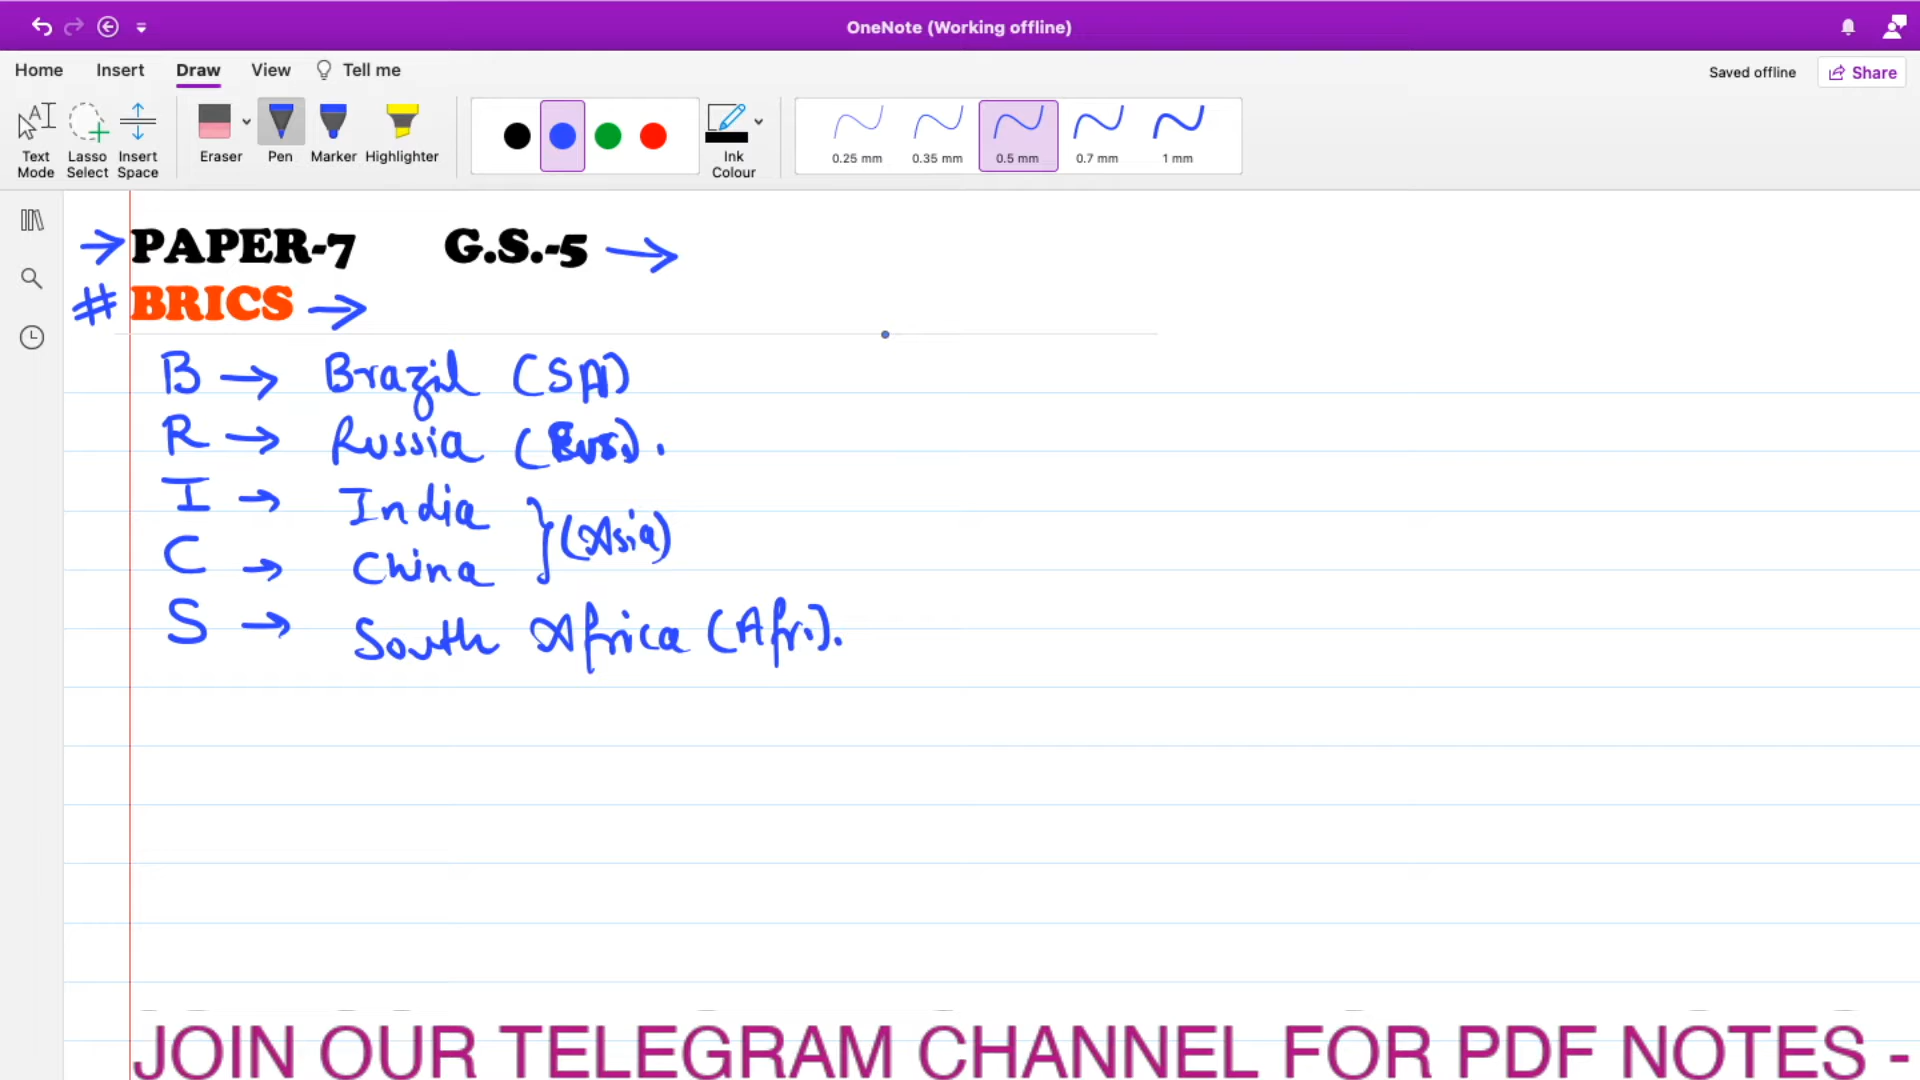 OneNote (Working offline)
Home Insert Draw View Tell me Saved offline Share
Text Mode Lasso Select Insert Space Eraser Pen Marker Highlighter Ink Colour 0.25 mm 0.35 mm 0.5 mm 0.7 mm 1 mm
→ PAPER-7 G.S.-5 →
# BRICS →
B → Brazil (SA)
R → Russia
I → India
} (Asia)
C → China
S → South Africa (Afri.).
JOIN OUR TELEGRAM CHANNEL FOR PDF NOTES -